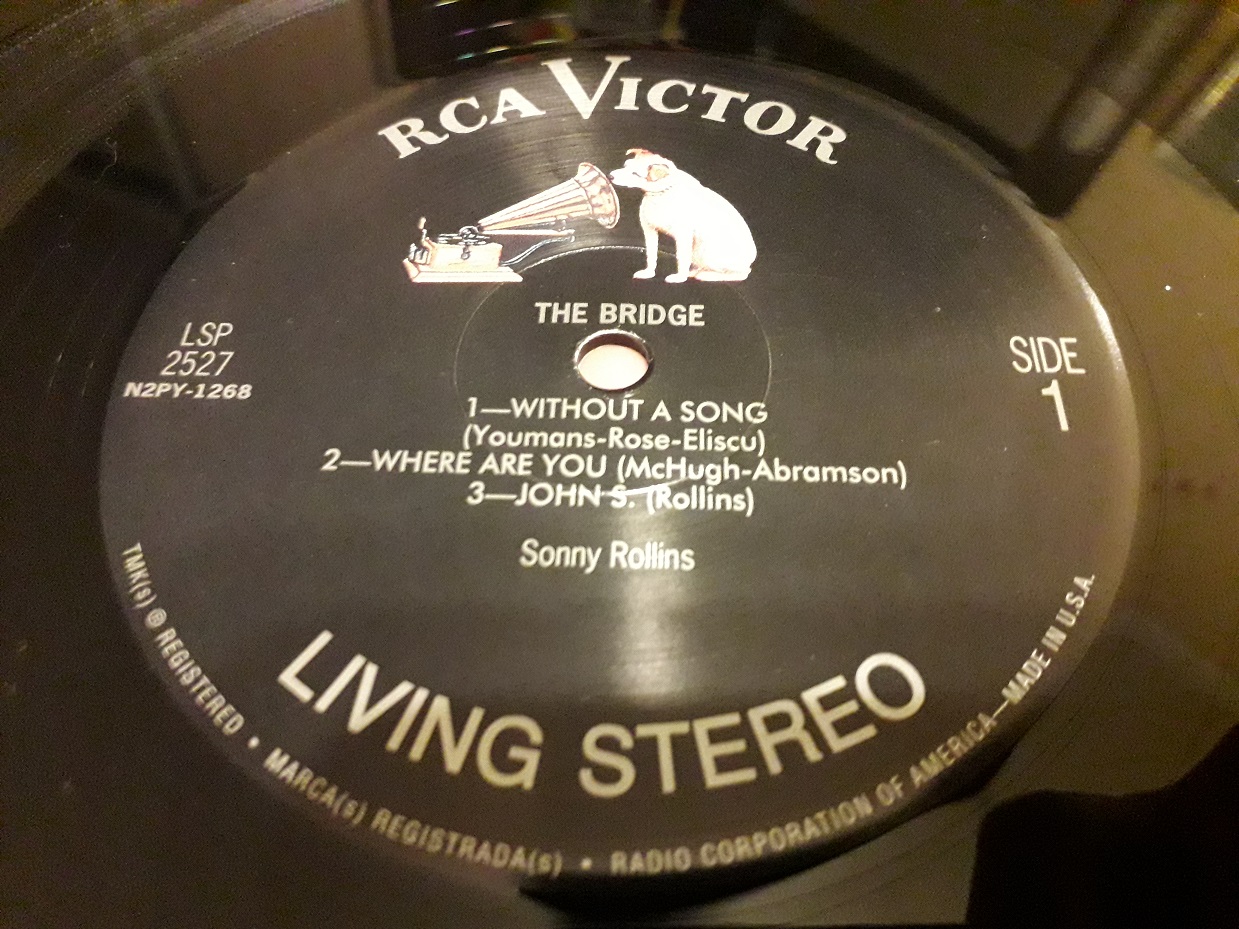 RCA VICTOR
THE BRIDGE
LSP
2527
N2PY-1268
SIDE
1
1—WITHOUT A SONG
(Youmans-Rose-Eliscu)
2—WHERE ARE YOU (McHugh-Abramson)
3—JOHN S. (Rollins)
Sonny Rollins
LIVING STEREO
TMK(s) ® REGISTERED • MARCA(s) REGISTRADA(s) • RADIO CORPORATION OF AMERICA—MADE IN U.S.A.